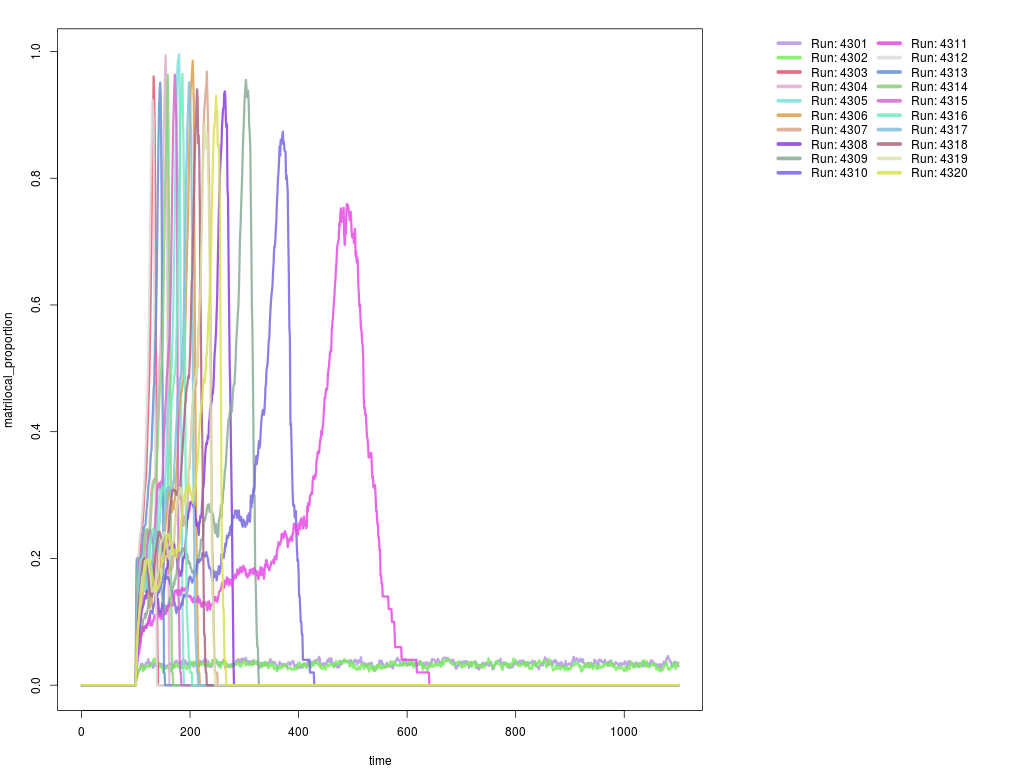 1.0
0.8
0.6
0.4
0.2
0.0
matrilocal_proportion
0 200 400 600 800 1000
time
Run: 4301 Run: 4311
Run: 4302 Run: 4312
Run: 4303 Run: 4313
Run: 4304 Run: 4314
Run: 4305 Run: 4315
Run: 4306 Run: 4316
Run: 4307 Run: 4317
Run: 4308 Run: 4318
Run: 4309 Run: 4319
Run: 4310 Run: 4320